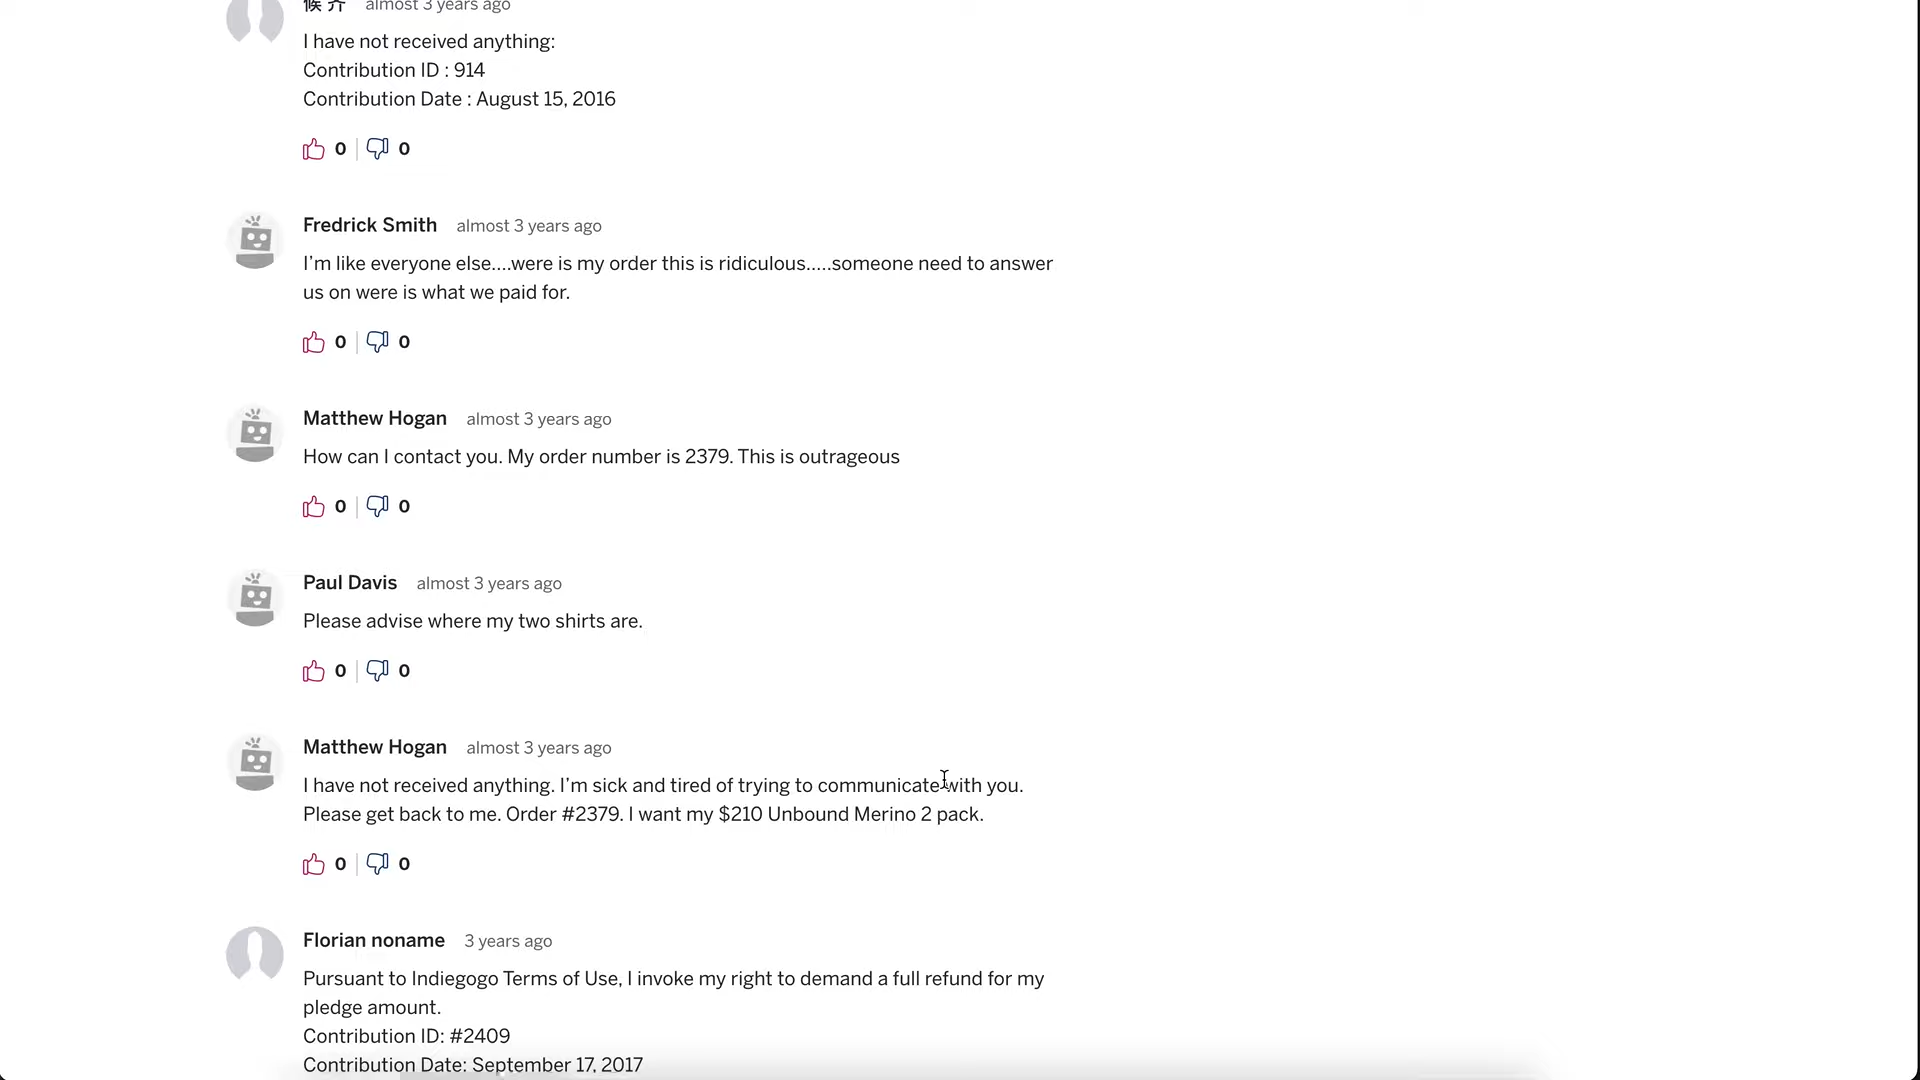 候 齐 almost 3 years ago
I have not received anything:
Contribution ID : 914
Contribution Date : August 15, 2016
0 0
Fredrick Smith almost 3 years ago
I'm like everyone else....were is my order this is ridiculous.....someone need to answer
us on were is what we paid for.
0 0
Matthew Hogan almost 3 years ago
How can I contact you. My order number is 2379. This is outrageous
0 0
Paul Davis almost 3 years ago
Please advise where my two shirts are.
0 0
Matthew Hogan almost 3 years ago
I have not received anything. I'm sick and tired of trying to communicate with you.
Please get back to me. Order #2379. I want my $210 Unbound Merino 2 pack.
0 0
Florian noname 3 years ago
Pursuant to Indiegogo Terms of Use, I invoke my right to demand a full refund for my
pledge amount.
Contribution ID: #2409
Contribution Date: September 17, 2017